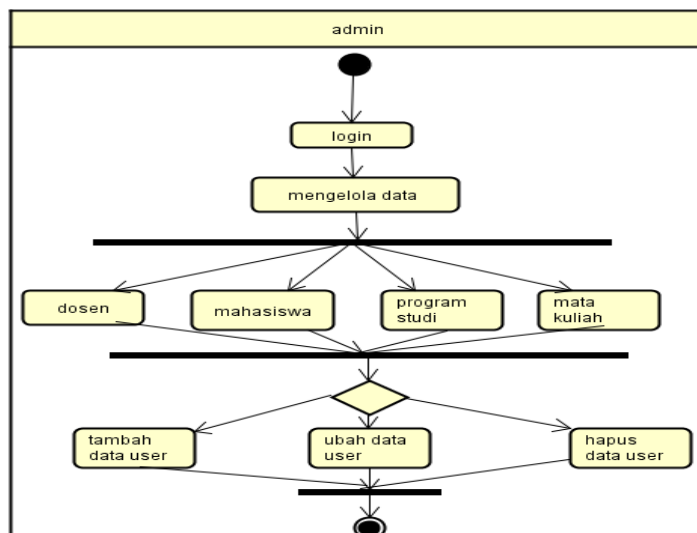 admin
login
mengelola data
dosen
mahasiswa
program
studi
mata
kuliah
tambah
data user
ubah data
user
hapus
data user